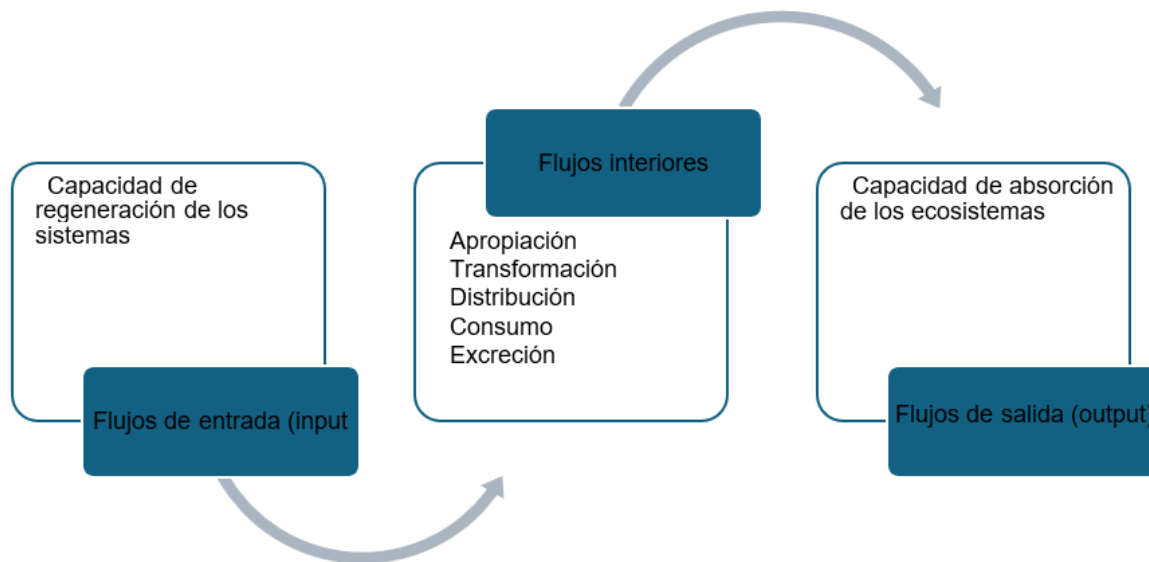 Capacidad de
regeneración de los
sistemas
Flujos de entrada (input
Flujos interiores
Apropiación
Transformación
Distribución
Consumo
Excreción
Capacidad de absorción
de los ecosistemas
Flujos de salida (output)